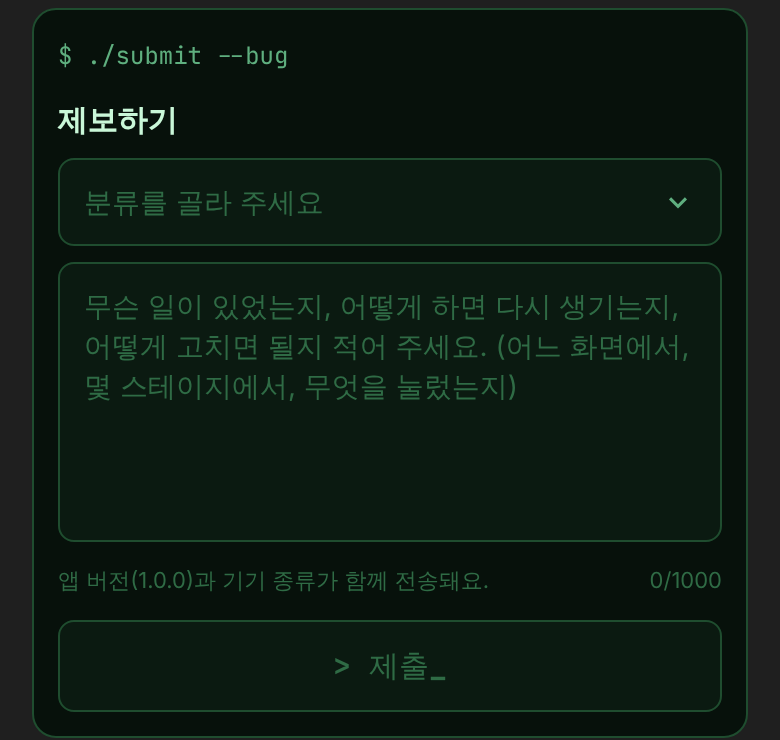 $ ./submit --bug
제보하기
분류를 골라 주세요
무슨 일이 있었는지, 어떻게 하면 다시 생기는지,
어떻게 고치면 될지 적어 주세요. (어느 화면에서,
몇 스테이지에서, 무엇을 눌렀는지)
앱 버전(1.0.0)과 기기 종류가 함께 전송돼요.
0/1000
> 제출_